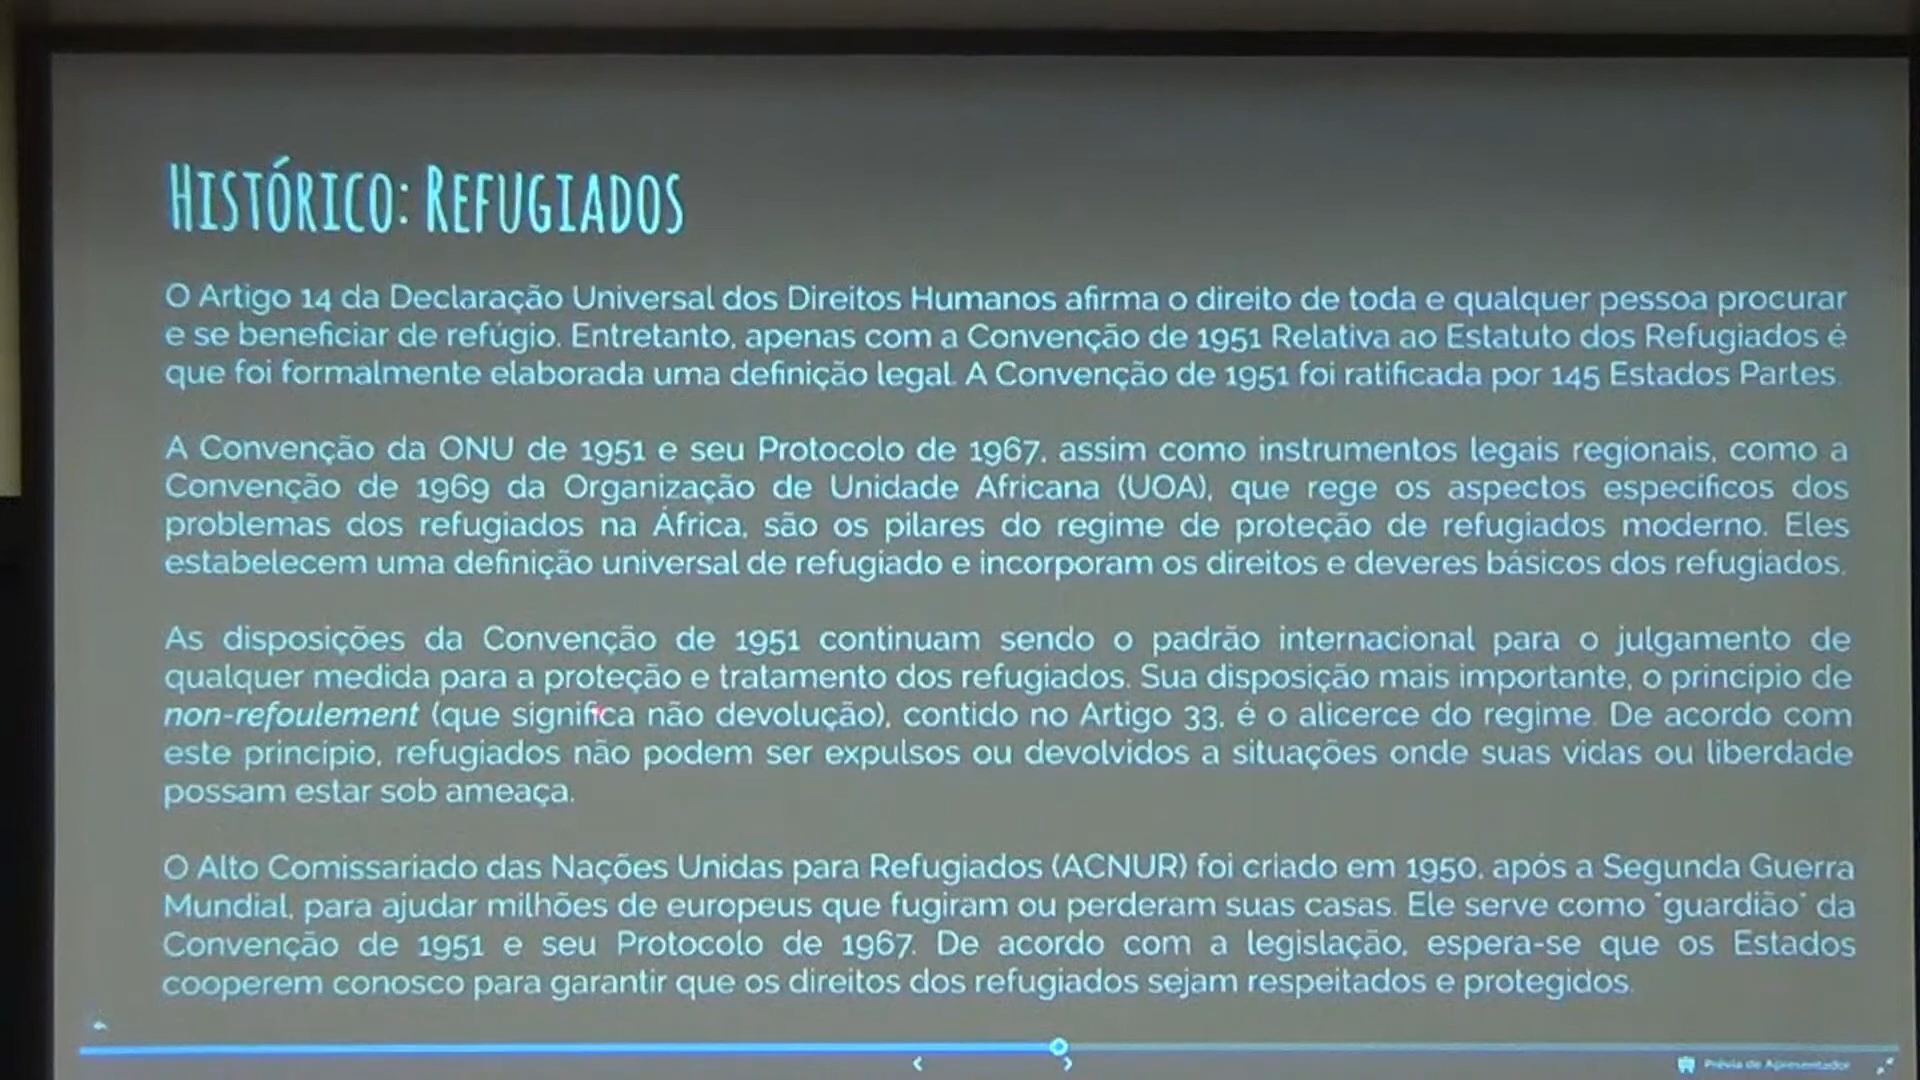 HISTÓRICO: REFUGIADOS
O Artigo 14 da Declaração Universal dos Direitos Humanos afirma o direito de toda e qualquer pessoa procurar
e se beneficiar de refúgio. Entretanto, apenas com a Convenção de 1951 Relativa ao Estatuto dos Refugiados é
que foi formalmente elaborada uma definição legal. A Convenção de 1951 foi ratificada por 145 Estados Partes.
A Convenção da ONU de 1951 e seu Protocolo de 1967, assim como instrumentos legais regionais, como a
Convenção de 1969 da Organização de Unidade Africana (UOA), que rege os aspectos específicos dos
problemas dos refugiados na África, são os pilares do regime de proteção de refugiados moderno. Eles
estabelecem uma definição universal de refugiado e incorporam os direitos e deveres básicos dos refugiados.
As disposições da Convenção de 1951 continuam sendo o padrão internacional para o julgamento de
qualquer medida para a proteção e tratamento dos refugiados. Sua disposição mais importante, o princípio de
non-refoulement (que significa não devolução), contido no Artigo 33, é o alicerce do regime. De acordo com
este princípio, refugiados não podem ser expulsos ou devolvidos a situações onde suas vidas ou liberdade
possam estar sob ameaça.
O Alto Comissariado das Nações Unidas para Refugiados (ACNUR) foi criado em 1950, após a Segunda Guerra
Mundial, para ajudar milhões de europeus que fugiram ou perderam suas casas. Ele serve como "guardião" da
Convenção de 1951 e seu Protocolo de 1967. De acordo com a legislação, espera-se que os Estados
cooperem conosco para garantir que os direitos dos refugiados sejam respeitados e protegidos.
Prévia de Apresentador